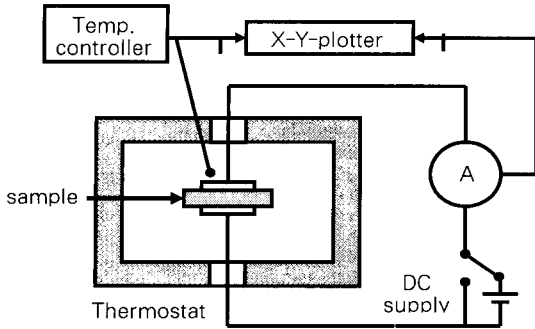 Temp.
controller
X-Y-plotter
A
sample
DC
supply
Thermostat